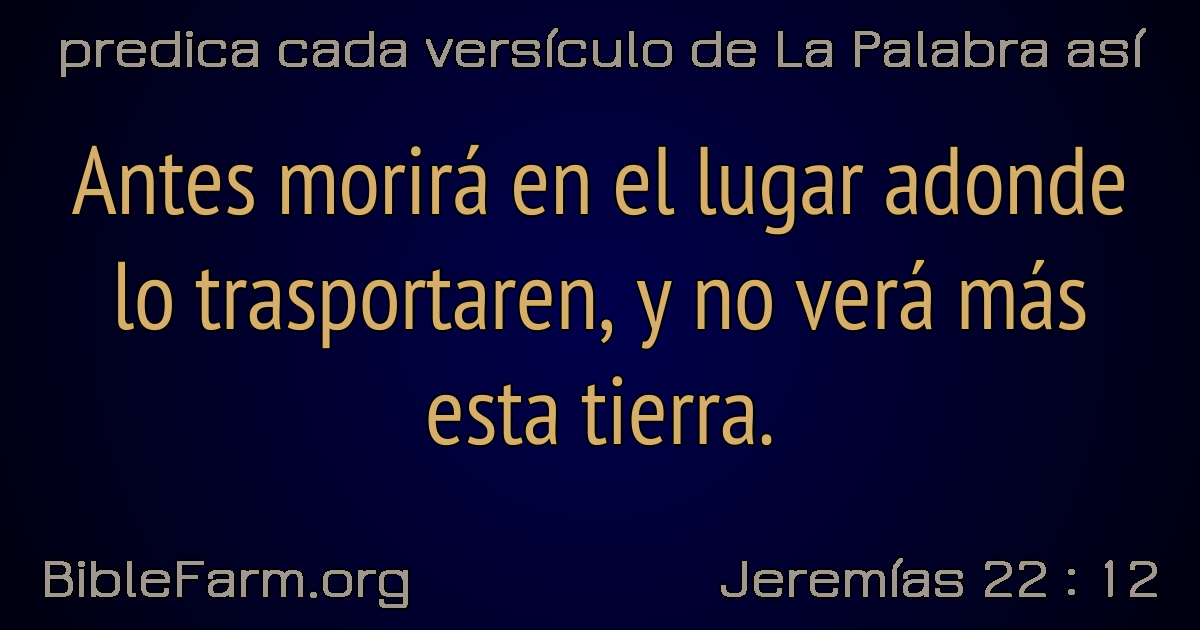 predica cada versículo de La Palabra así
Antes morirá en el lugar adonde
lo trasportaren, y no verá más
esta tierra.
BibleFarm.org
Jeremías 22 : 12